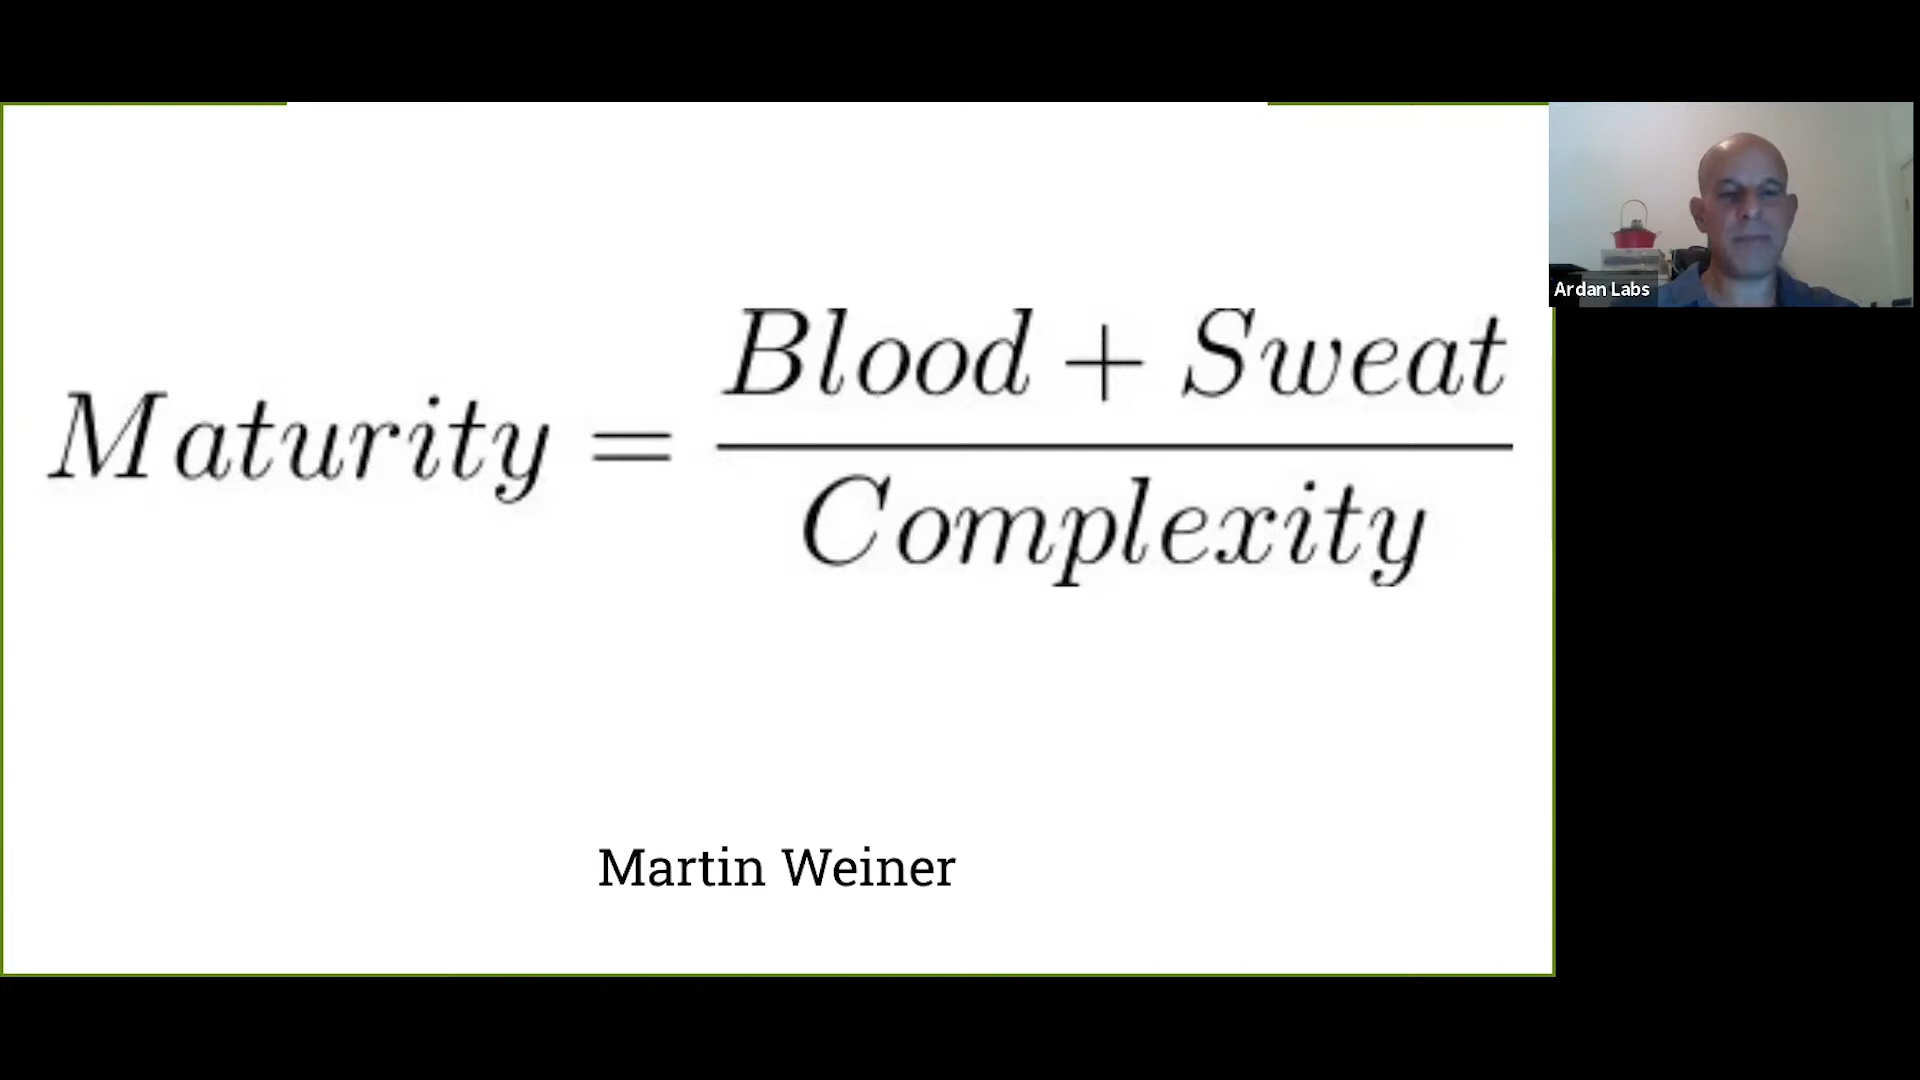 Maturity = Blood + Sweat / Complexity
Martin Weiner
Ardan Labs